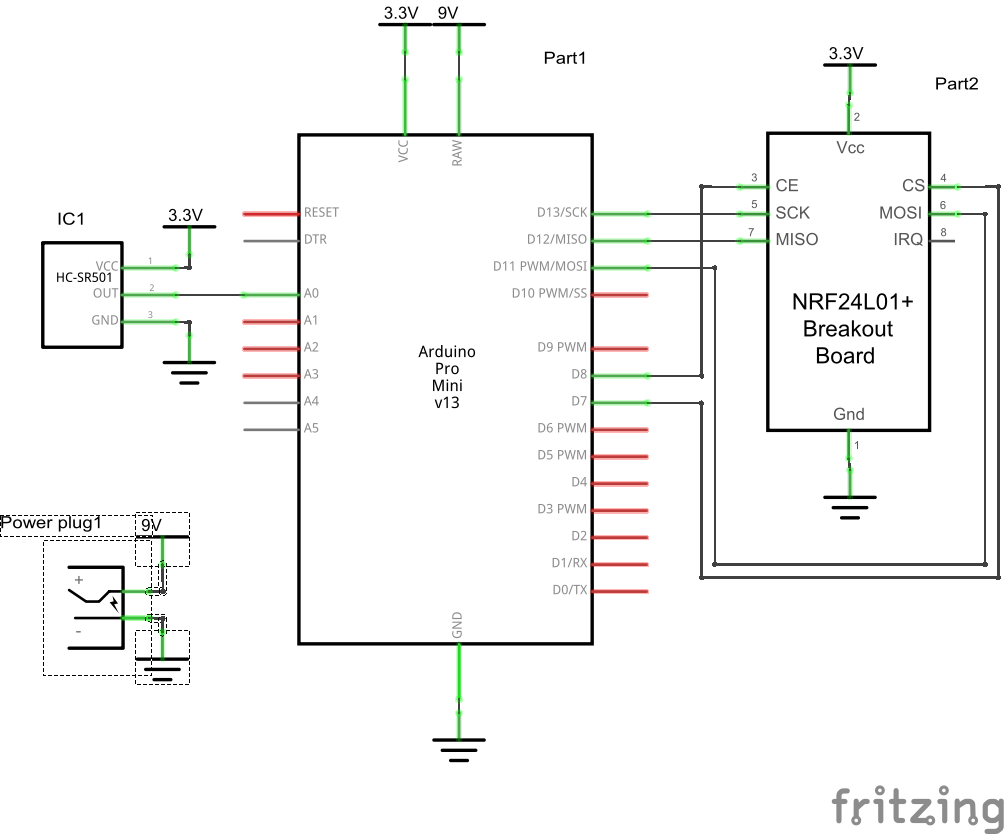 3.3V 9V
Part1
3.3V
Part2
2
Vcc
VCC
RAW
IC1
3.3V
VCC 1
HC-SR501
OUT 2
GND 3
RESET
DTR
A0
A1
A2
A3
A4
A5
Arduino
Pro
Mini
v13
D13/SCK
D12/MISO
D11 PWM/MOSI
D10 PWM/SS
D9 PWM
D8
D7
D6 PWM
D5 PWM
D4
D3 PWM
D2
D1/RX
D0/TX
GND
3 CE
5 SCK
7 MISO
CS 4
MOSI 6
IRQ 8
NRF24L01+
Breakout
Board
Gnd
1
Power plug1
9V
+
-
fritzing